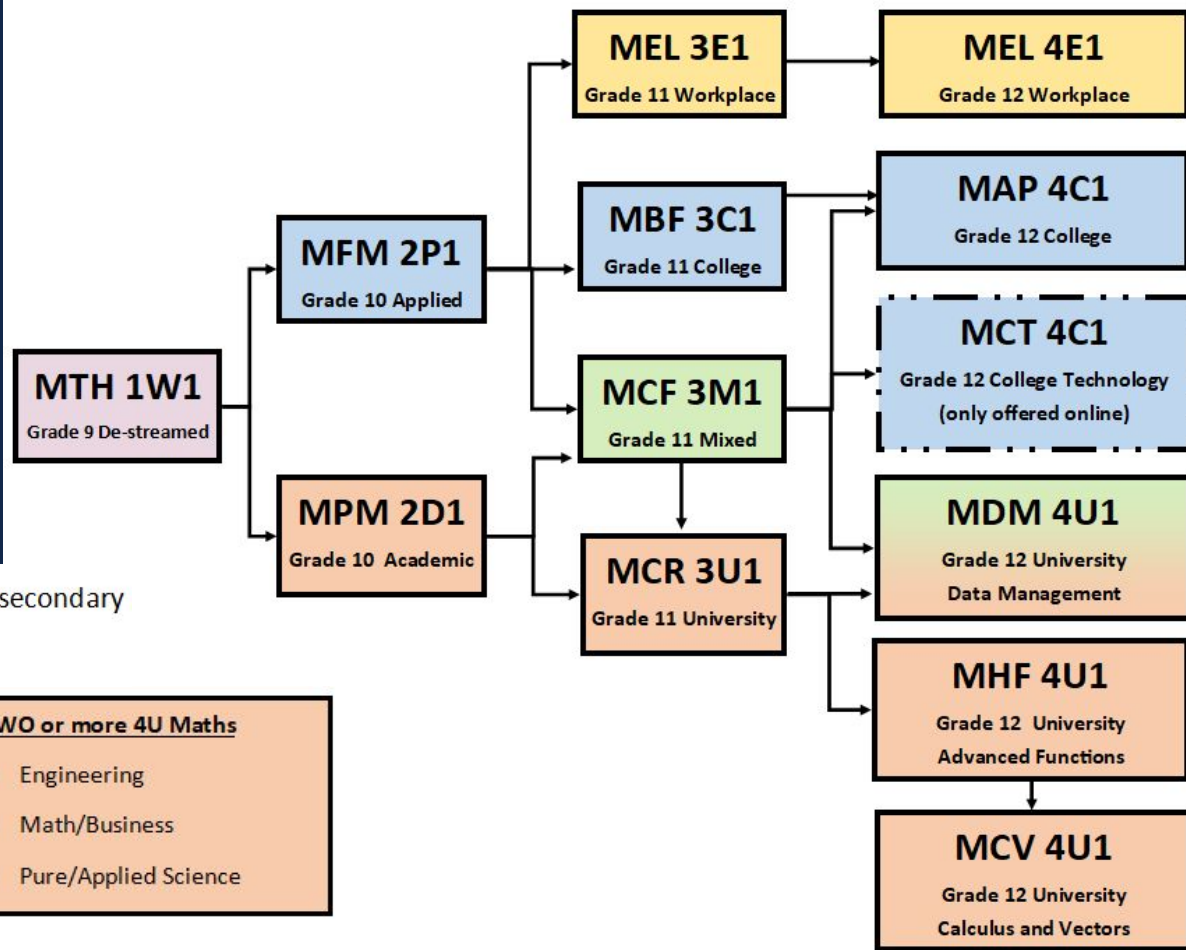 MEL 3E1
Grade 11 Workplace
MEL 4E1
Grade 12 Workplace
MFM 2P1
Grade 10 Applied
MBF 3C1
Grade 11 College
MAP 4C1
Grade 12 College
MTH 1W1
Grade 9 De-streamed
MCF 3M1
Grade 11 Mixed
MCT 4C1
Grade 12 College Technology
(only offered online)
MPM 2D1
Grade 10 Academic
MCR 3U1
Grade 11 University
MDM 4U1
Grade 12 University
Data Management
MHF 4U1
Grade 12 University
Advanced Functions
MCV 4U1
Grade 12 University
Calculus and Vectors
secondary
WO or more 4U Maths
Engineering
Math/Business
Pure/Applied Science